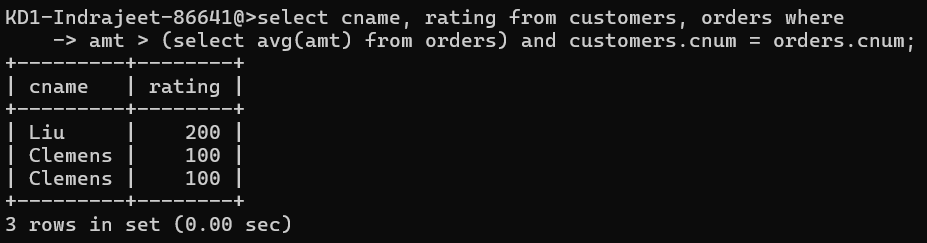 KD1-Indrajeet-86641@>select cname, rating from customers, orders where
    -> amt > (select avg(amt) from orders) and customers.cnum = orders.cnum;
+---------+--------+
| cname   | rating |
+---------+--------+
| Liu     |    200 |
| Clemens |    100 |
| Clemens |    100 |
+---------+--------+
3 rows in set (0.00 sec)